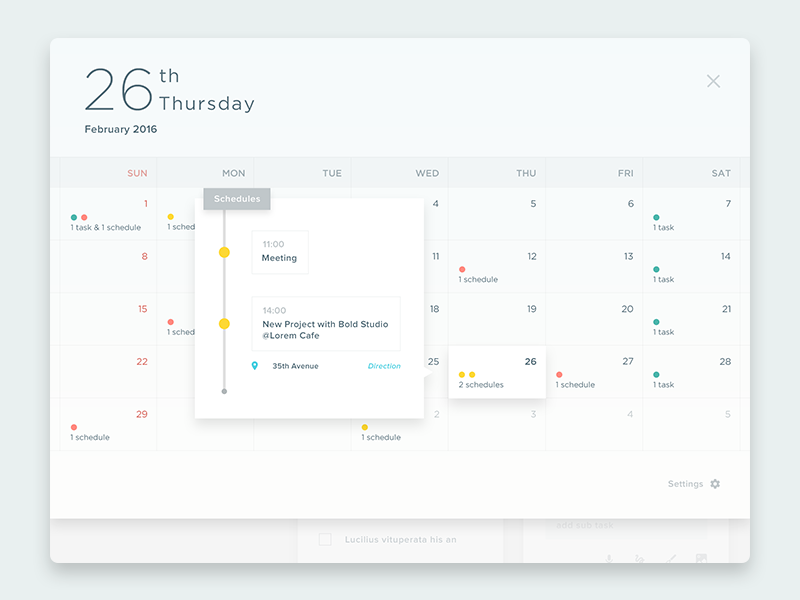 26th
Thursday
February 2016
SUN MON TUE WED THU FRI SAT
1 4 5 6 7
1 task & 1 schedule 1 sched 1 task
Schedules
11:00
Meeting
14:00
New Project with Bold Studio
@Lorem Cafe
35th Avenue Direction
8 11 12 13 14
1 schedule 1 task
15 18 19 20 21
1 sched 1 task
22 25 26 27 28
2 schedules 1 schedule 1 task
29 2 3 4 5
1 schedule 1 schedule
Settings
add sub task
Lucilius vituperata his an